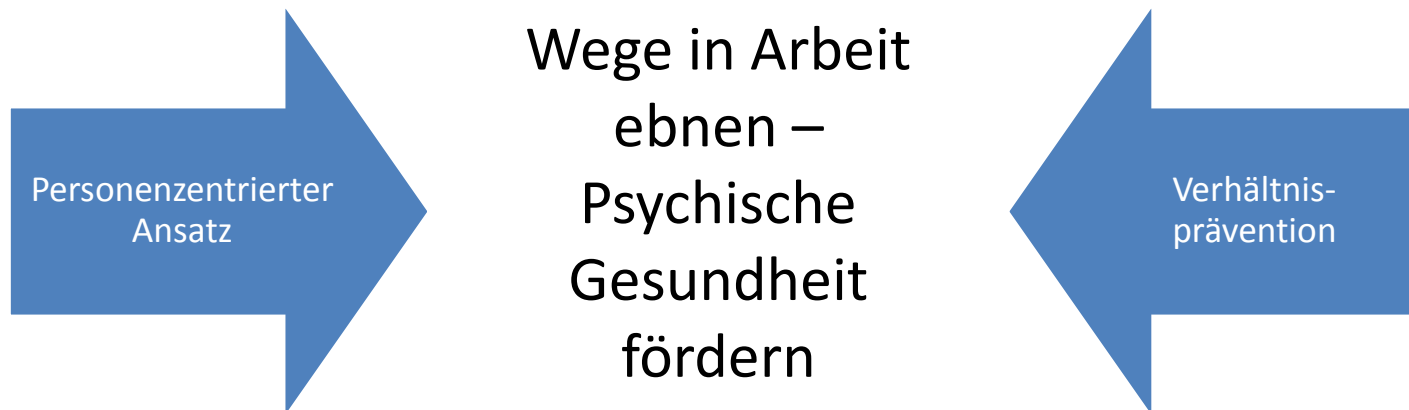 Personenzentrierter
Ansatz
Wege in Arbeit
ebnen –
Psychische
Gesundheit
fördern
Verhältnis-
prävention